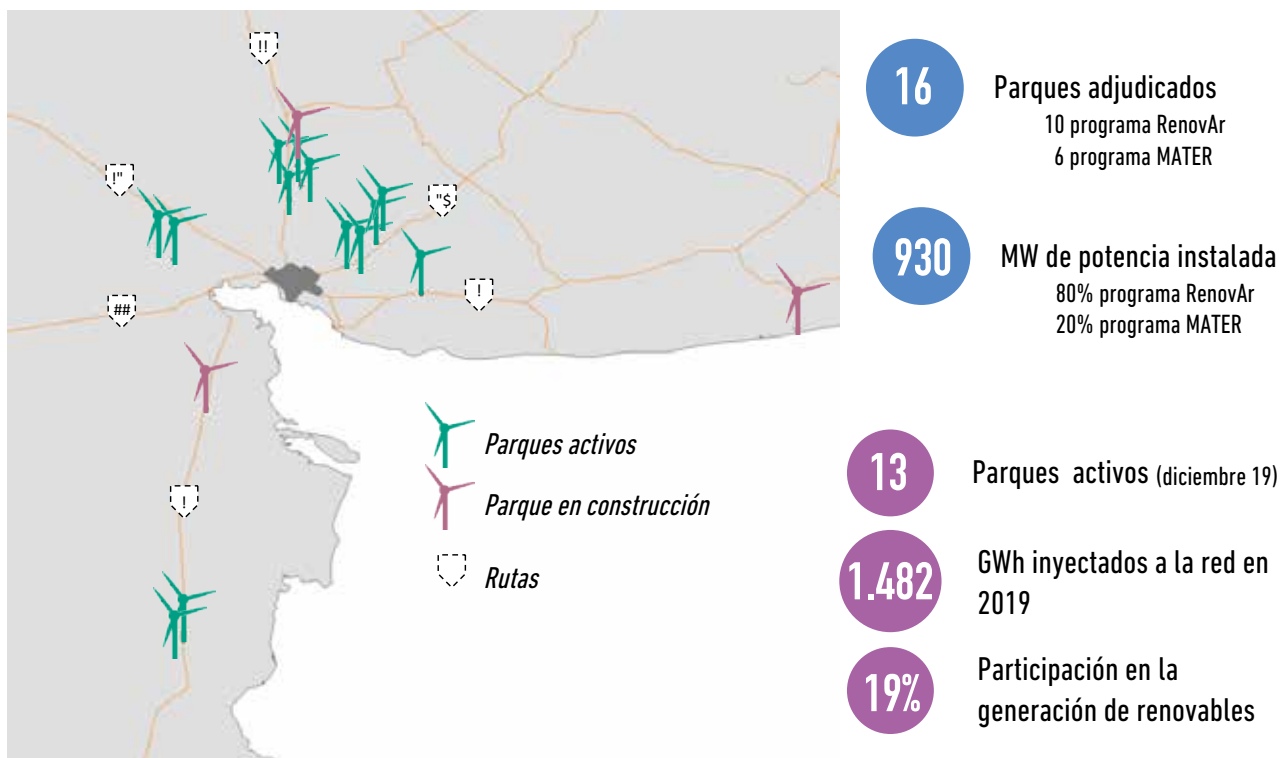 !!
!"
"$
!
##
!
Parques activos
Parque en construcción
Rutas
16
Parques adjudicados
10 programa RenovAr
6 programa MATER
930
MW de potencia instalada
80% programa RenovAr
20% programa MATER
13
Parques activos (diciembre 19)
1.482
GWh inyectados a la red en
2019
19%
Participación en la
generación de renovables